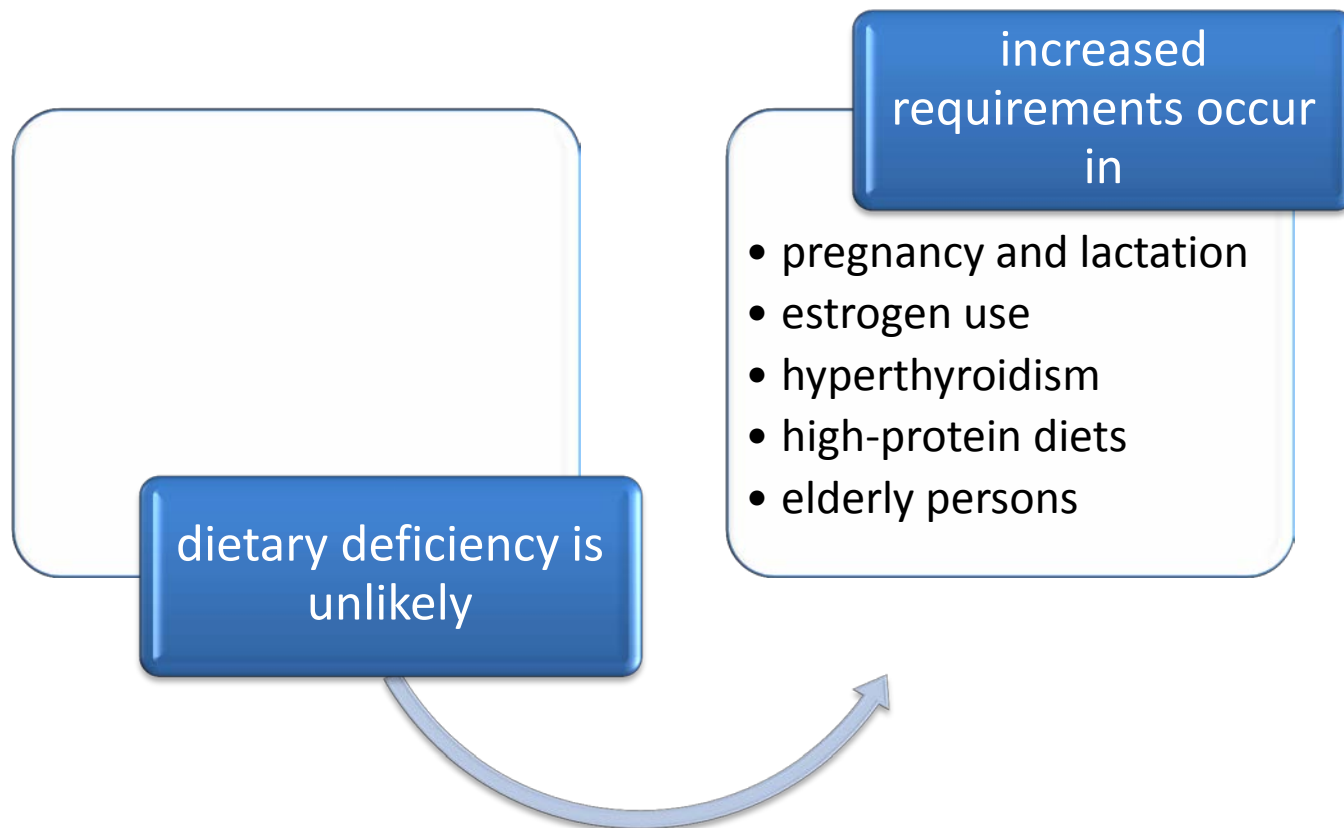 dietary deficiency is
unlikely
increased
requirements occur
in
• pregnancy and lactation
• estrogen use
• hyperthyroidism
• high-protein diets
• elderly persons